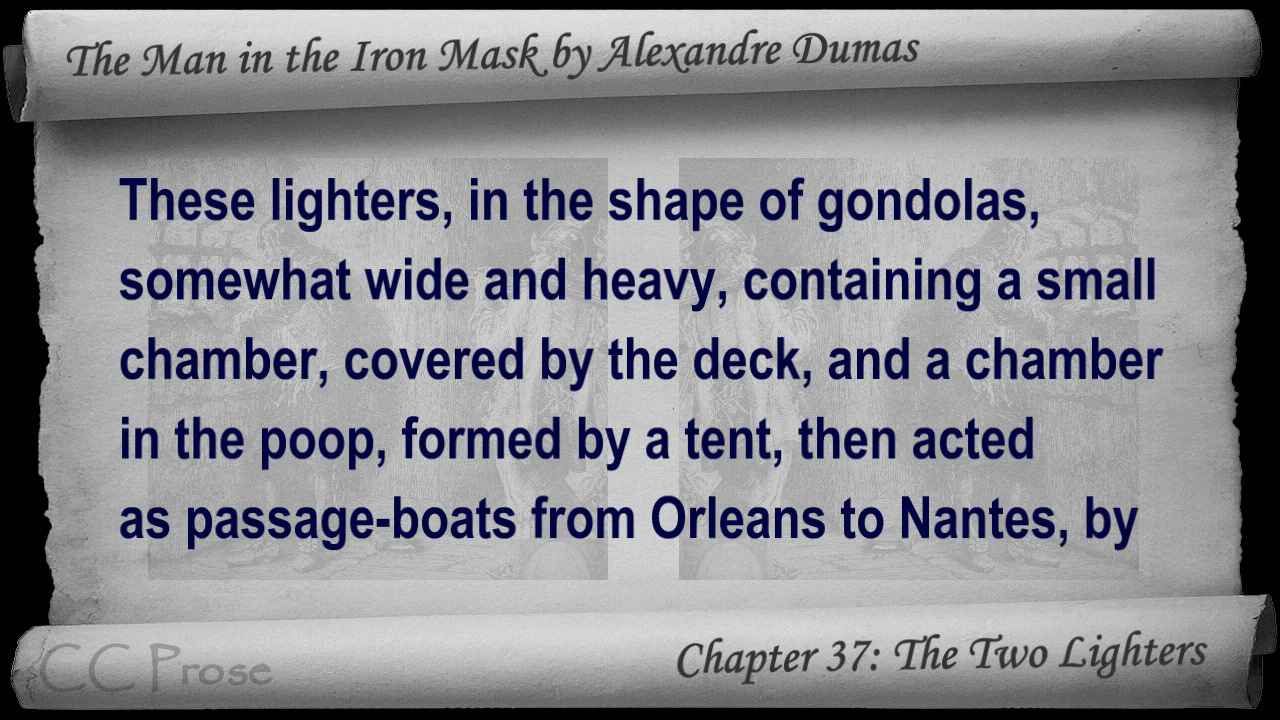 The Man in the Iron Mask by Alexandre Dumas
These lighters, in the shape of gondolas,
somewhat wide and heavy, containing a small
chamber, covered by the deck, and a chamber
in the poop, formed by a tent, then acted
as passage-boats from Orleans to Nantes, by
CC Prose
Chapter 37: The Two Lighters